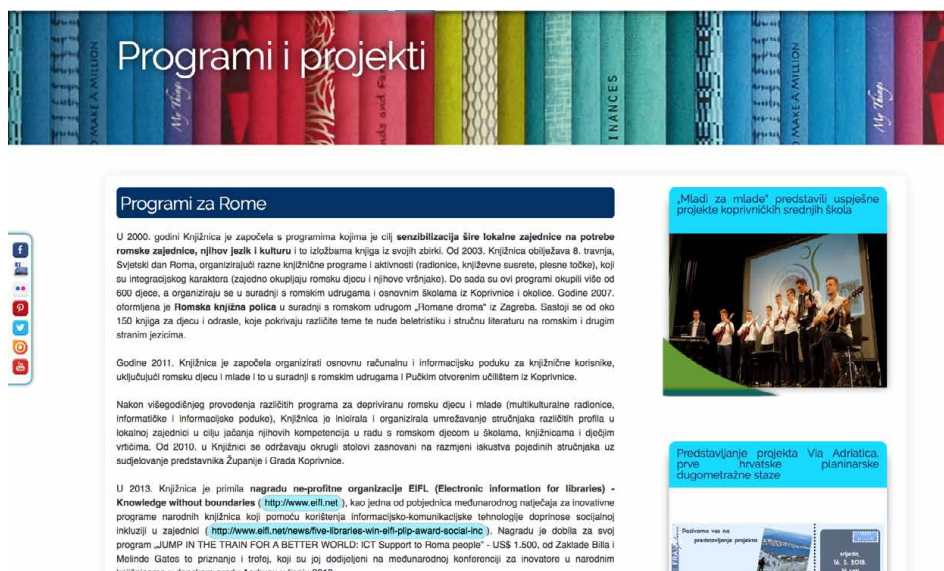 Programi i projekti
TO MAKE A MILLION
My Things
INANCES
MAKE A MILLION
My Things
Programi za Rome
U 2000. godini Knjižnica je započela s programima kojima je cilj senzibilizacija šire lokalne zajednice na potrebe
romske zajednice, njihov jezik i kulturu i to izložbama knjiga iz svojih zbirki. Od 2003. Knjižnica obilježava 8. travnja,
Svjetski dan Roma, organizirajući razne knjižnične programe i aktivnosti (radionice, književne susrete, plesne točke), koji
su integracijskog karaktera (zajedno okupljaju romsku djecu i njihove vršnjake). Do sada su ovi programi okupili više od
600 djece, a organiziraju se u suradnji s romskim udrugama i osnovnim školama iz Koprivnice i okolice. Godine 2007.
oformljena je Romska knjižna polica u suradnji s romskom udrugom „Romane droma" iz Zagreba. Sastoji se od oko
150 knjiga za djecu i odrasle, koje pokrivaju različite teme te nude beletristiku i stručnu literaturu na romskim i drugim
stranim jezicima.
Godine 2011. Knjižnica je započela organizirati osnovnu računalnu i informacijsku poduku za knjižnične korisnike,
uključujući romsku djecu i mlade i to u suradnji s romskim udrugama i Pučkim otvorenim učilištem iz Koprivnice.
Nakon višegodišnjeg provođenja različitih programa za depriviranu romsku djecu i mlade (multikulturalne radionice,
informatičke i informacijske poduke), Knjižnica je inicirala i organizirala umrežavanje stručnjaka različitih profila u
lokalnoj zajednici u cilju jačanja njihovih kompetencija u radu s romskom djecom u školama, knjižnicama i dječjim
vrtićima. Od 2010. u Knjižnici se održavaju okrugli stolovi zasnovani na razmjeni iskustva pojedinih stručnjaka uz
sudjelovanje predstavnika Županije i Grada Koprivnice.
U 2013. Knjižnica je primila nagradu ne-profitne organizacije EIFL (Electronic information for libraries) -
Knowledge without boundaries ( http://www.eifl.net ), kao jedna od pobjednica međunarodnog natječaja za inovativne
programe narodnih knjižnica koji pomoću korištenja informacijsko-komunikacijske tehnologije doprinose socijalnoj
inkluziji u zajednici ( http://www.eifl.net/news/five-libraries-win-eifl-plip-award-social-inc ). Nagradu je dobila za svoj
program „JUMP IN THE TRAIN FOR A BETTER WORLD: ICT Support to Roma people" - US$ 1.500, od Zaklade Billa i
Melinde Gates te priznanje i trofej, koji su joj dodijeljeni na međunarodnoj konferenciji za inovatore u narodnim
„Mladi za mlade" predstavili uspješne
projekte koprivničkih srednjih škola
Predstavljanje projekta Via Adriatica,
prve hrvatske planinarske
dugometražne staze
Pozivamo vas na
predstavljanje projekta
srijeda,
16. 5. 2018.